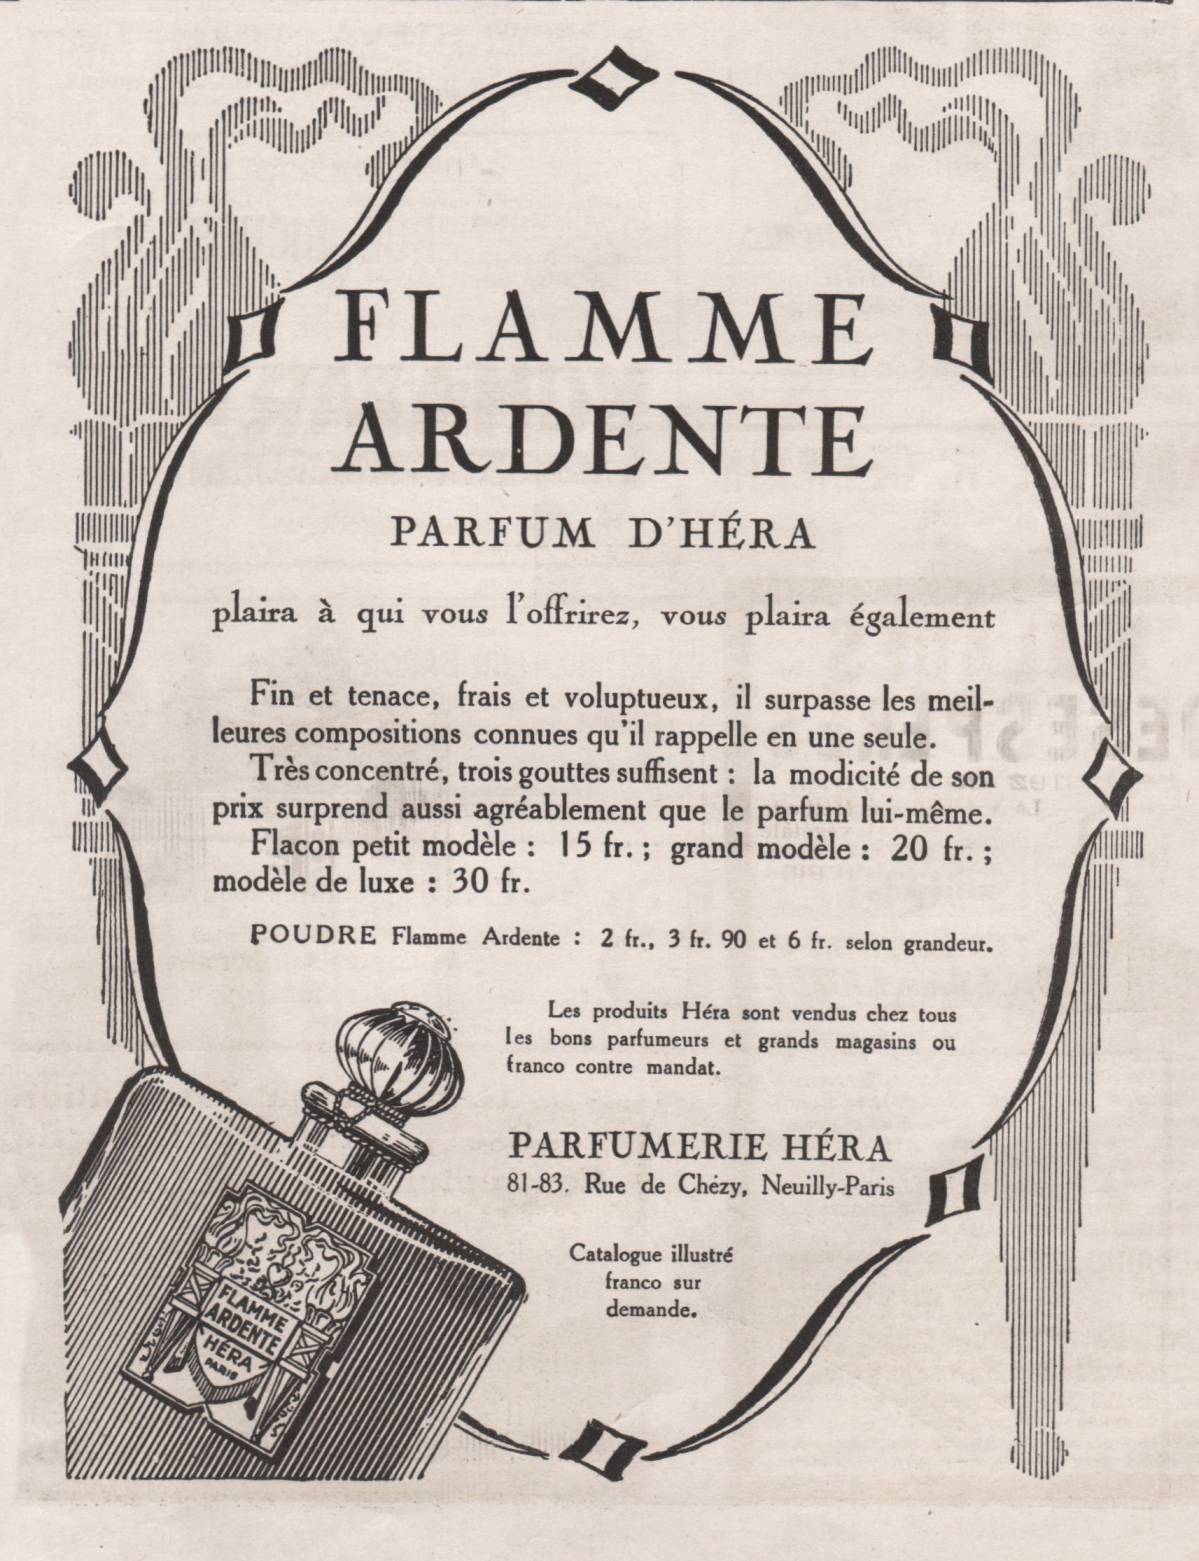 FLAMME
ARDENTE
PARFUM D'HÉRA
plaira à qui vous l'offrirez, vous plaira également
Fin et tenace, frais et voluptueux, il surpasse les meil-
leures compositions connues qu'il rappelle en une seule.
Très concentré, trois gouttes suffisent : la modicité de son
prix surprend aussi agréablement que le parfum lui-même.
Flacon petit modèle : 15 fr. ; grand modèle : 20 fr. ;
modèle de luxe : 30 fr.
POUDRE Flamme Ardente : 2 fr., 3 fr. 90 et 6 fr. selon grandeur.
Les produits Héra sont vendus chez tous
les bons parfumeurs et grands magasins ou
franco contre mandat.
PARFUMERIE HÉRA
81-83. Rue de Chézy, Neuilly-Paris
Catalogue illustré
franco sur
demande.
FLAMME
ARDENTE
HÉRA
PARIS